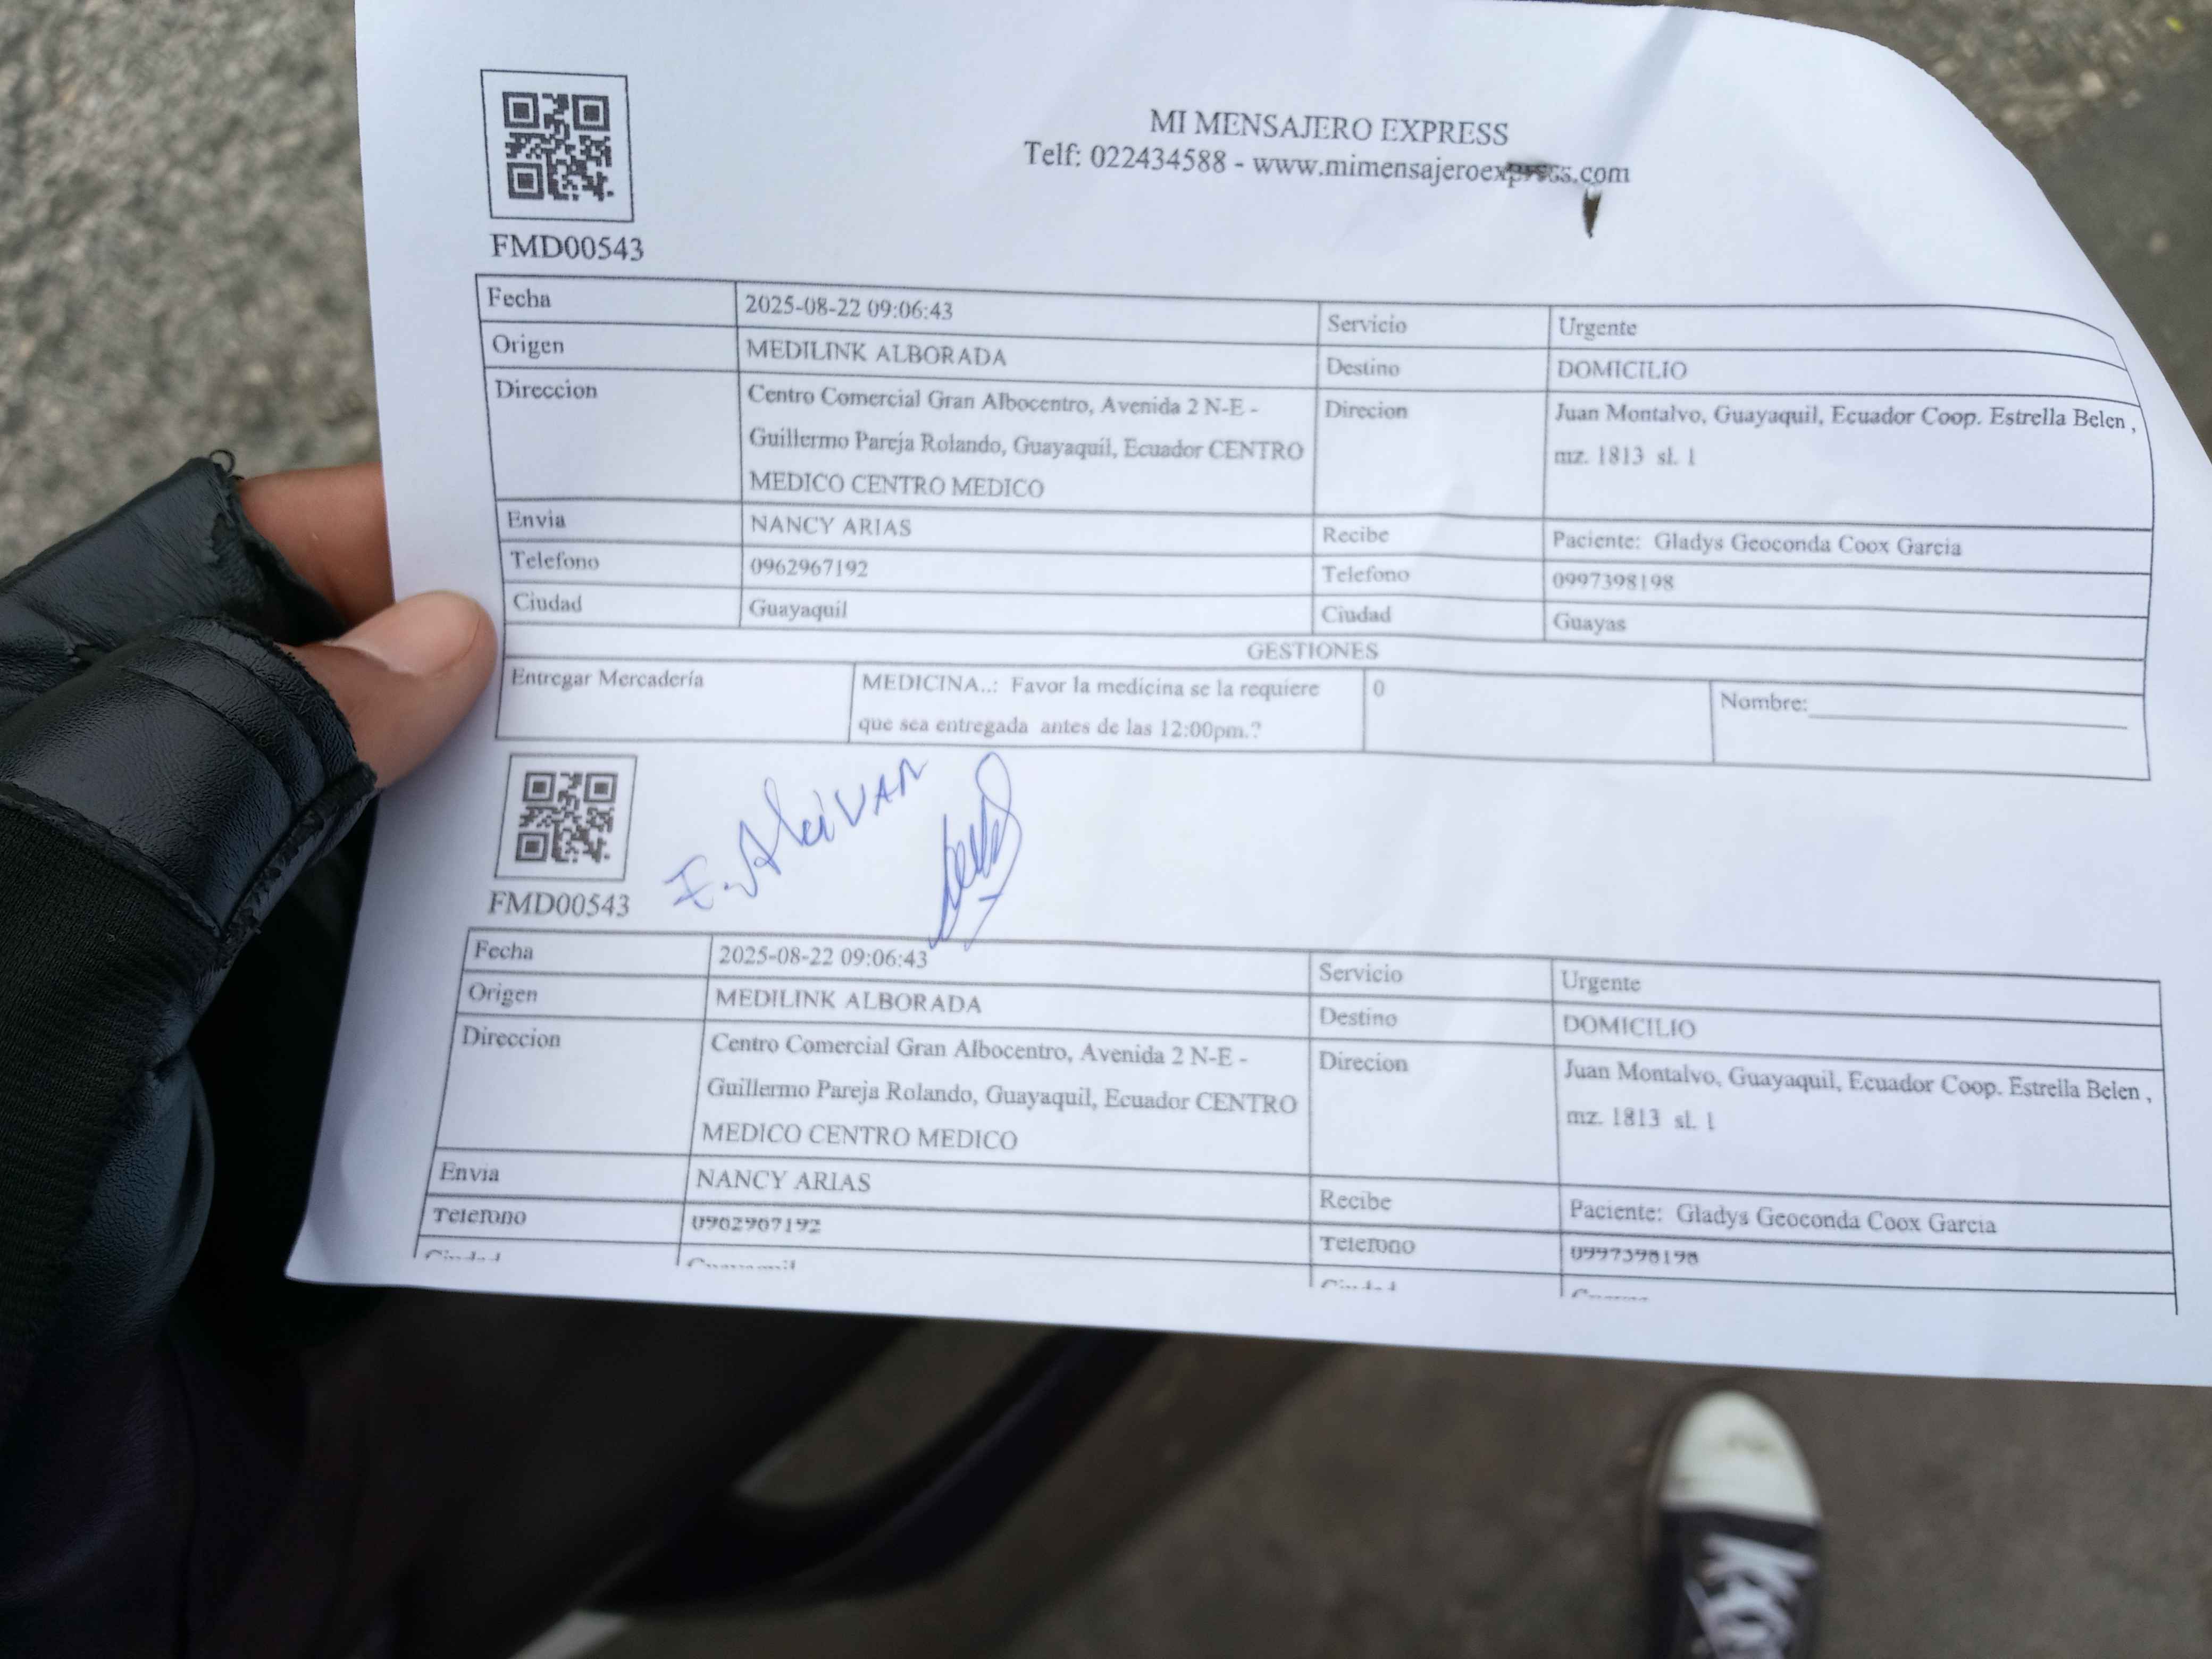 MI MENSAJERO EXPRESS
Telf: 022434588 - www.mimensajeroexpress.com
FMD00543
Fecha 2025-08-22 09:06:43 Servicio Urgente
Origen MEDILINK ALBORADA Destino DOMICILIO
Direccion Centro Comercial Gran Albocentro, Avenida 2 N-E - Direcion Juan Montalvo, Guayaquil, Ecuador Coop. Estrella Belen ,
Guillermo Pareja Rolando, Guayaquil, Ecuador CENTRO mz. 1813 sl. 1
MEDICO CENTRO MEDICO
Envia NANCY ARIAS Recibe Paciente: Gladys Geoconda Coox Garcia
Telefono 0962967192 Telefono 0997398198
Ciudad Guayaquil Ciudad Guayas
GESTIONES
Entregar Mercadería MEDICINA..: Favor la medicina se la requiere 0 Nombre:
que sea entregada antes de las 12:00pm.?
FMD00543
Fecha 2025-08-22 09:06:43 Servicio Urgente
Origen MEDILINK ALBORADA Destino DOMICILIO
Direccion Centro Comercial Gran Albocentro, Avenida 2 N-E - Direcion Juan Montalvo, Guayaquil, Ecuador Coop. Estrella Belen ,
Guillermo Pareja Rolando, Guayaquil, Ecuador CENTRO mz. 1813 sl. 1
MEDICO CENTRO MEDICO
Envia NANCY ARIAS Recibe Paciente: Gladys Geoconda Coox Garcia
Telefono 0962967192 Telefono 0997398198
Ciudad Guayaquil Ciudad Guayas